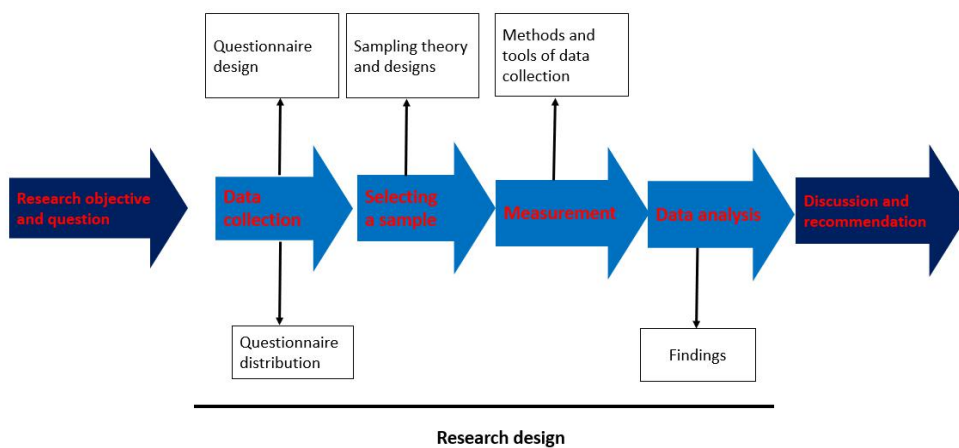 Questionnaire
design
Sampling theory
and designs
Methods and
tools of data
collection
Research objective
and question
Data
collection
Selecting
a sample
Measurement
Data analysis
Discussion and
recommendation
Questionnaire
distribution
Findings
Research design